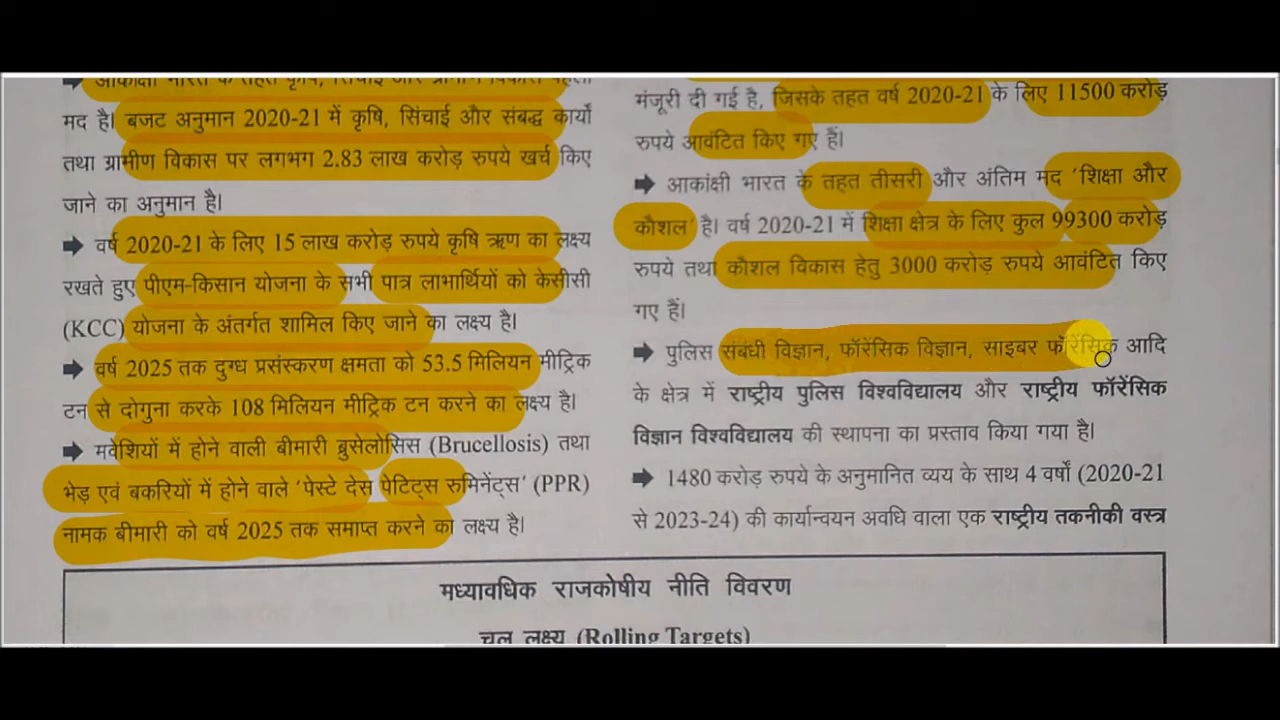 मद है। बजट अनुमान 2020-21 में कृषि, सिंचाई और संबद्ध कार्यों
तथा ग्रामीण विकास पर लगभग 2.83 लाख करोड़ रुपये खर्च किए
जाने का अनुमान है।
➡ वर्ष 2020-21 के लिए 15 लाख करोड़ रुपये कृषि ऋण का लक्ष्य
रखते हुए पीएम-किसान योजना के सभी पात्र लाभार्थियों को केसीसी
(KCC) योजना के अंतर्गत शामिल किए जाने का लक्ष्य है।
➡ वर्ष 2025 तक दुग्ध प्रसंस्करण क्षमता को 53.5 मिलियन मीट्रिक
टन से दोगुना करके 108 मिलियन मीट्रिक टन करने का लक्ष्य है।
➡ मवेशियों में होने वाली बीमारी ब्रुसेलोसिस (Brucellosis) तथा
भेड़ एवं बकरियों में होने वाले 'पेस्टे देस पेटिट्स रुमिनेंट्स' (PPR)
नामक बीमारी को वर्ष 2025 तक समाप्त करने का लक्ष्य है।
मंजूरी दी गई है, जिसके तहत वर्ष 2020-21 के लिए 11500 करोड़
रुपये आवंटित किए गए हैं।
➡ आकांक्षी भारत के तहत तीसरी और अंतिम मद 'शिक्षा और
कौशल' है। वर्ष 2020-21 में शिक्षा क्षेत्र के लिए कुल 99300 करोड़
रुपये तथा कौशल विकास हेतु 3000 करोड़ रुपये आवंटित किए
गए हैं।
➡ पुलिस संबंधी विज्ञान, फॉरेंसिक विज्ञान, साइबर फॉरेंसिक आदि
के क्षेत्र में राष्ट्रीय पुलिस विश्वविद्यालय और राष्ट्रीय फॉरेंसिक
विज्ञान विश्वविद्यालय की स्थापना का प्रस्ताव किया गया है।
➡ 1480 करोड़ रुपये के अनुमानित व्यय के साथ 4 वर्षों (2020-21
से 2023-24) की कार्यान्वयन अवधि वाला एक राष्ट्रीय तकनीकी वस्त्र
मध्यावधिक राजकोषीय नीति विवरण
चल लक्ष्य (Rolling Targets)